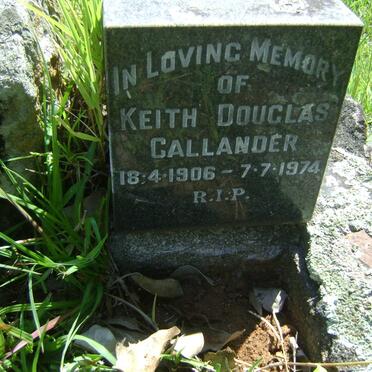 IN LOVING MEMORY
OF
KEITH DOUGLAS
CALLANDER
18·4·1906 - 7·7·1974
R.I.P.